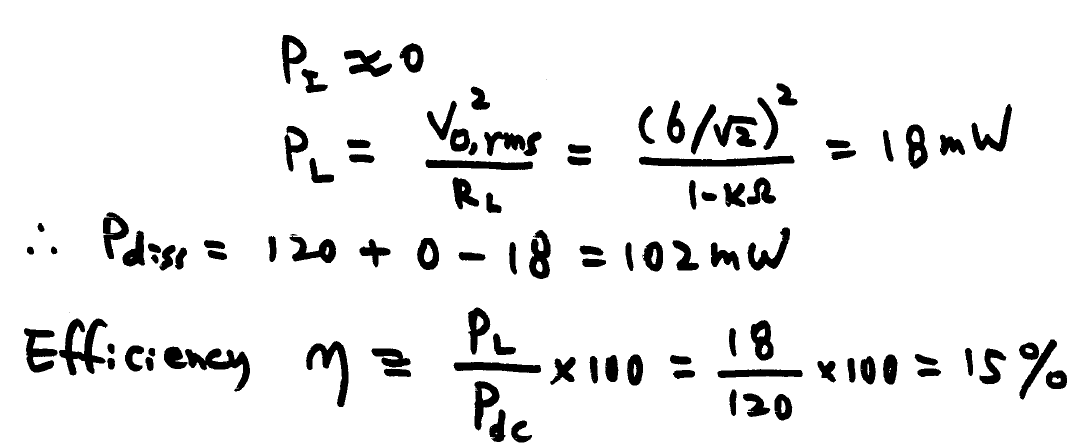 P_I ≈ 0
P_L = V_{o,rms}^2 / R_L = (6/√2)^2 / 1-KΩ = 18 mW
∴ P_diss = 120 + 0 - 18 = 102 mW
Efficiency η ≡ P_L / P_dc × 100 = 18 / 120 × 100 = 15%